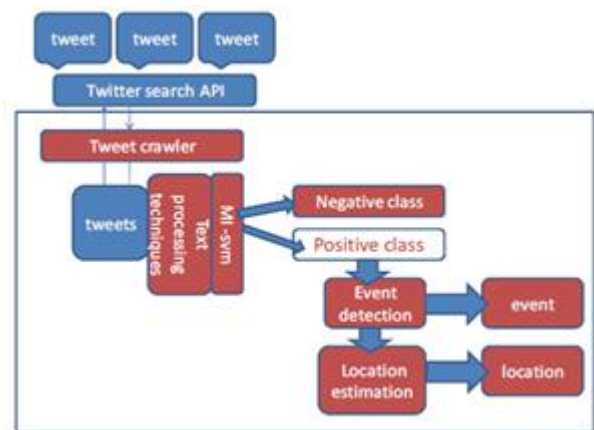 tweet
tweet
tweet
Twitter search API
Tweet crawler
tweets
Text
processing
techniques
MI-svm
Negative class
Positive class
Event
detection
event
Location
estimation
location